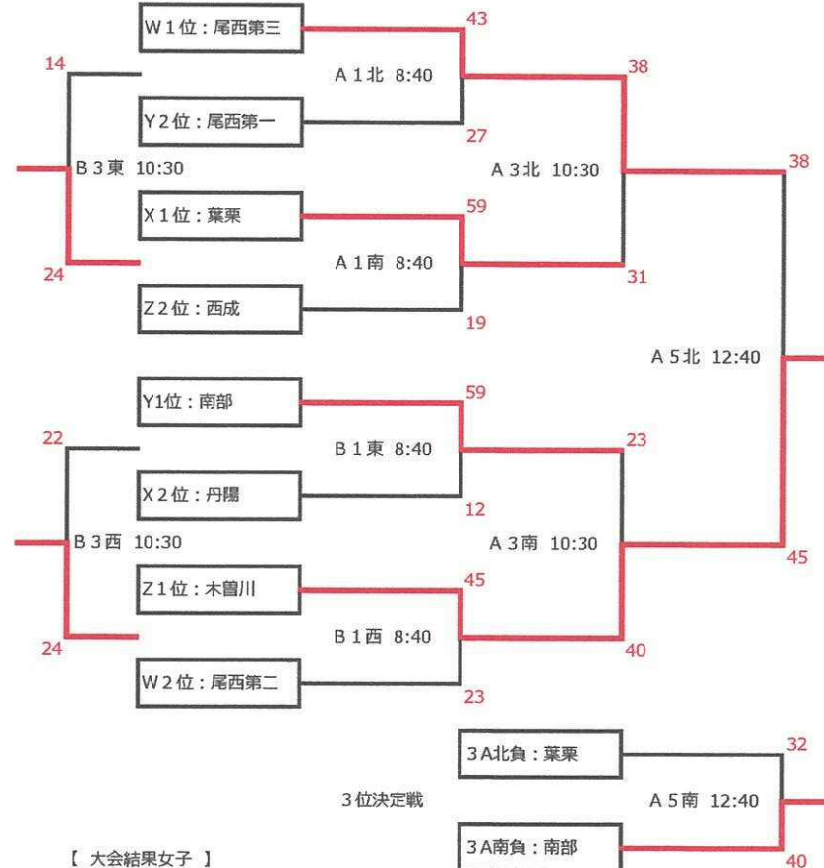 W1位：尾西第三
43
14
A1北 8:40
38
Y2位：尾西第一
27
B3東 10:30
A3北 10:30
38
X1位：葉栗
59
24
A1南 8:40
31
Z2位：西成
19
A5北 12:40
Y1位：南部
59
22
B1東 8:40
23
X2位：丹陽
12
B3西 10:30
A3南 10:30
45
Z1位：木曽川
45
24
B1西 8:40
40
W2位：尾西第二
23
3A北負：葉栗
32
3位決定戦
A5南 12:40
3A南負：南部
40
【 大会結果女子 】